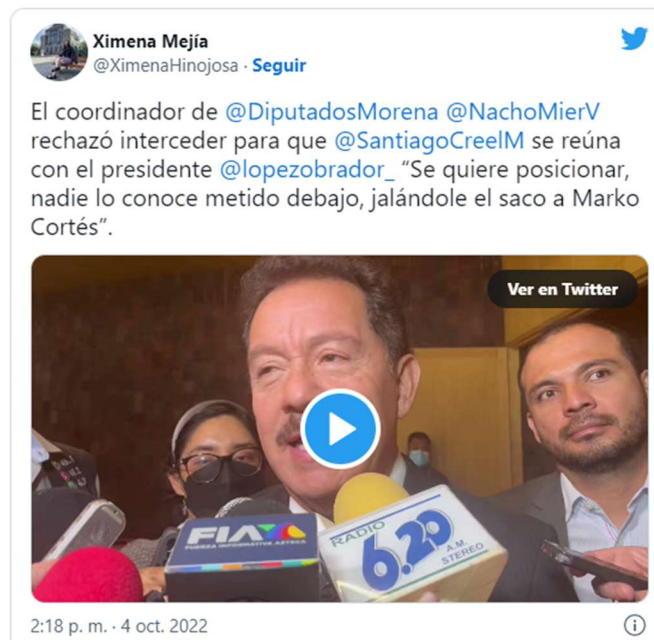 Ximena Mejía
@XimenaHinojosa · Seguir
El coordinador de @DiputadosMorena @NachoMierV
rechazó interceder para que @SantiagoCreelM se reúna
con el presidente @lopezobrador_ “Se quiere posicionar,
nadie lo conoce metido debajo, jalándole el saco a Marko
Cortés”.
Ver en Twitter
FIA
FUERZA INFORMATIVA AZTECA
RADIO
6.20
A.M.
STEREO
2:18 p. m. · 4 oct. 2022